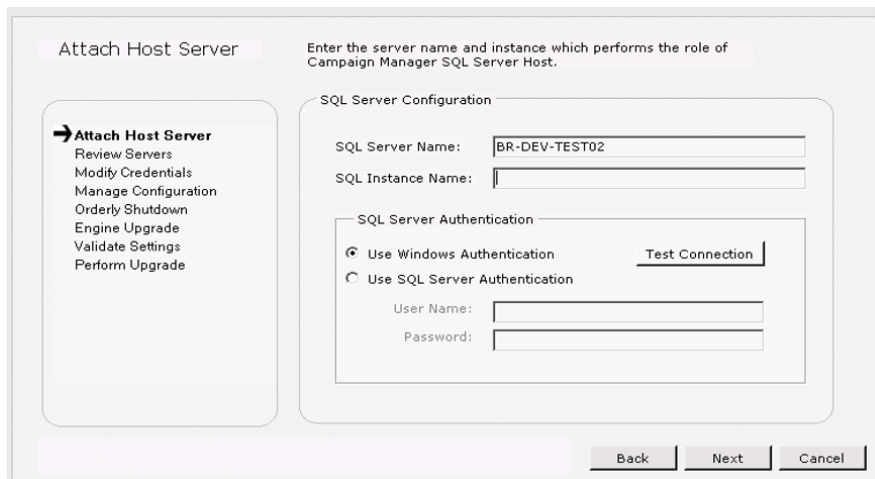 Attach Host Server
Enter the server name and instance which performs the role of
Campaign Manager SQL Server Host.
Attach Host Server
Review Servers
Modify Credentials
Manage Configuration
Orderly Shutdown
Engine Upgrade
Validate Settings
Perform Upgrade
SQL Server Configuration
SQL Server Name: BR-DEV-TEST02
SQL Instance Name:
SQL Server Authentication
Use Windows Authentication Test Connection
Use SQL Server Authentication
User Name:
Password:
Back Next Cancel